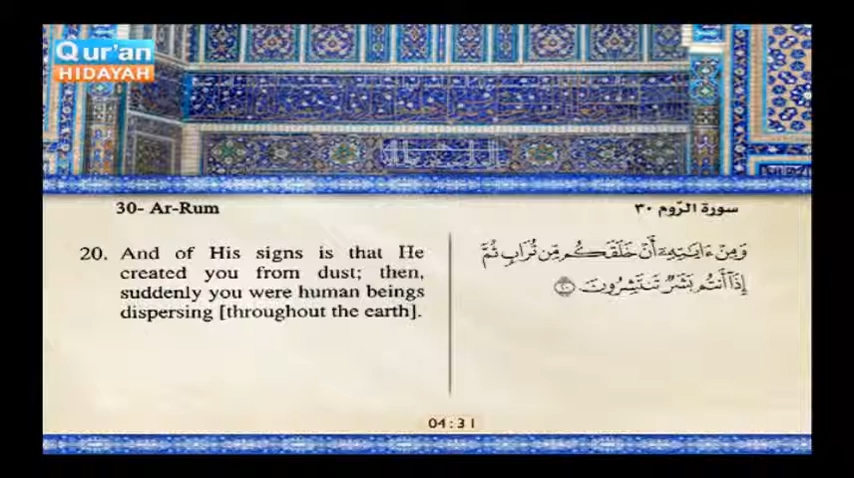 Qur'an
HIDAYAH
30- Ar-Rum
سورة الرّوم ٣٠
20. And of His signs is that He
created you from dust; then,
suddenly you were human beings
dispersing [throughout the earth].
وَمِنْ ءَايَـٰتِهِۦٓ أَنْ خَلَقَكُم مِّن تُرَابٍ ثُمَّ
إِذَآ أَنتُم بَشَرٌ تَنتَشِرُونَ ٢٠
04:31